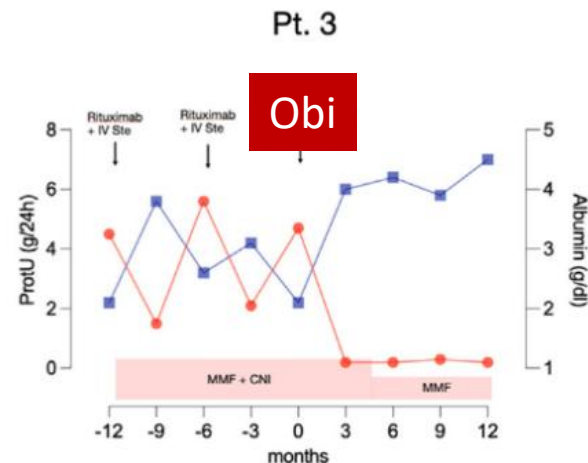 Pt. 3
Rituximab
+ IV Ste
Rituximab
+ IV Ste
Obi
8
6
4
2
0
ProtU (g/24h)
5
4
3
2
1
Albumin (g/dl)
MMF + CNI
MMF
-12 -9 -6 -3 0 3 6 9 12
months